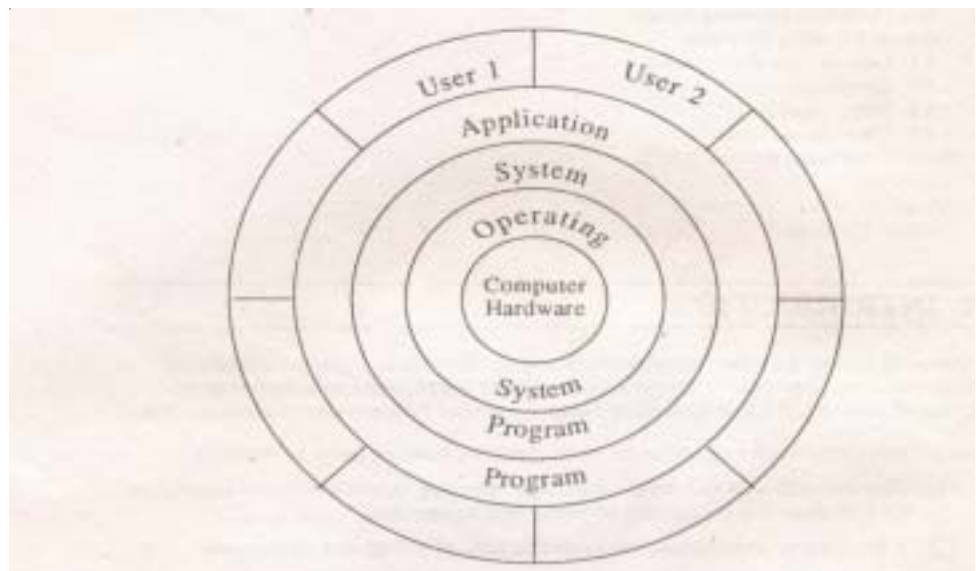 User 1
User 2
Application
System
Operating
Computer
Hardware
System
Program
Program